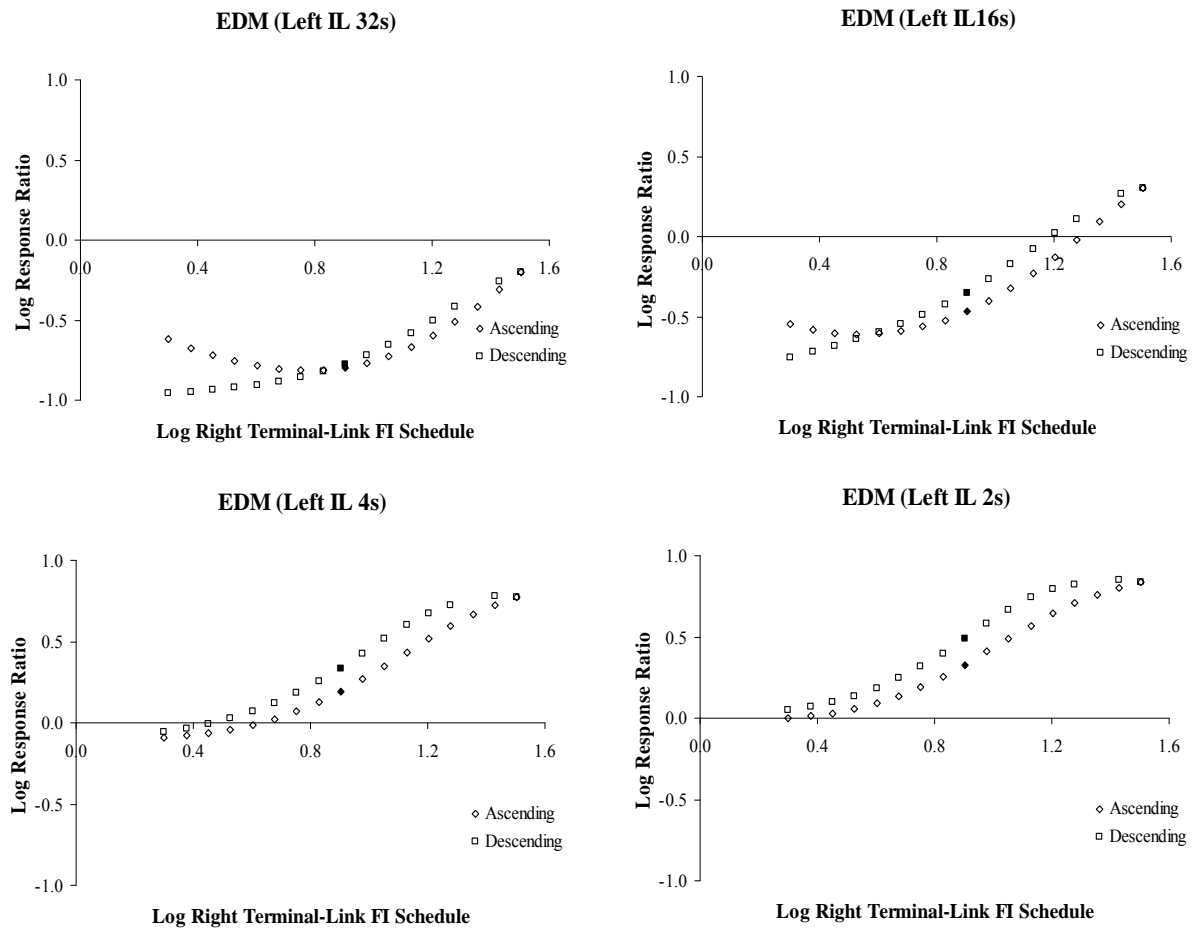 EDM (Left IL 32s)
1.0
0.5
0.0
-0.5
-1.0
0.0 0.4 0.8 1.2 1.6
Log Response Ratio
Ascending
Descending
Log Right Terminal-Link FI Schedule
EDM (Left IL16s)
1.0
0.5
0.0
-0.5
-1.0
0.0 0.4 0.8 1.2 1.6
Log Response Ratio
Ascending
Descending
Log Right Terminal-Link FI Schedule
EDM (Left IL 4s)
1.0
0.5
0.0
-0.5
-1.0
0.0 0.4 0.8 1.2 1.6
Log Response Ratio
Ascending
Descending
Log Right Terminal-Link FI Schedule
EDM (Left IL 2s)
1.0
0.5
0.0
-0.5
-1.0
0.0 0.4 0.8 1.2 1.6
Log Response Ratio
Ascending
Descending
Log Right Terminal-Link FI Schedule